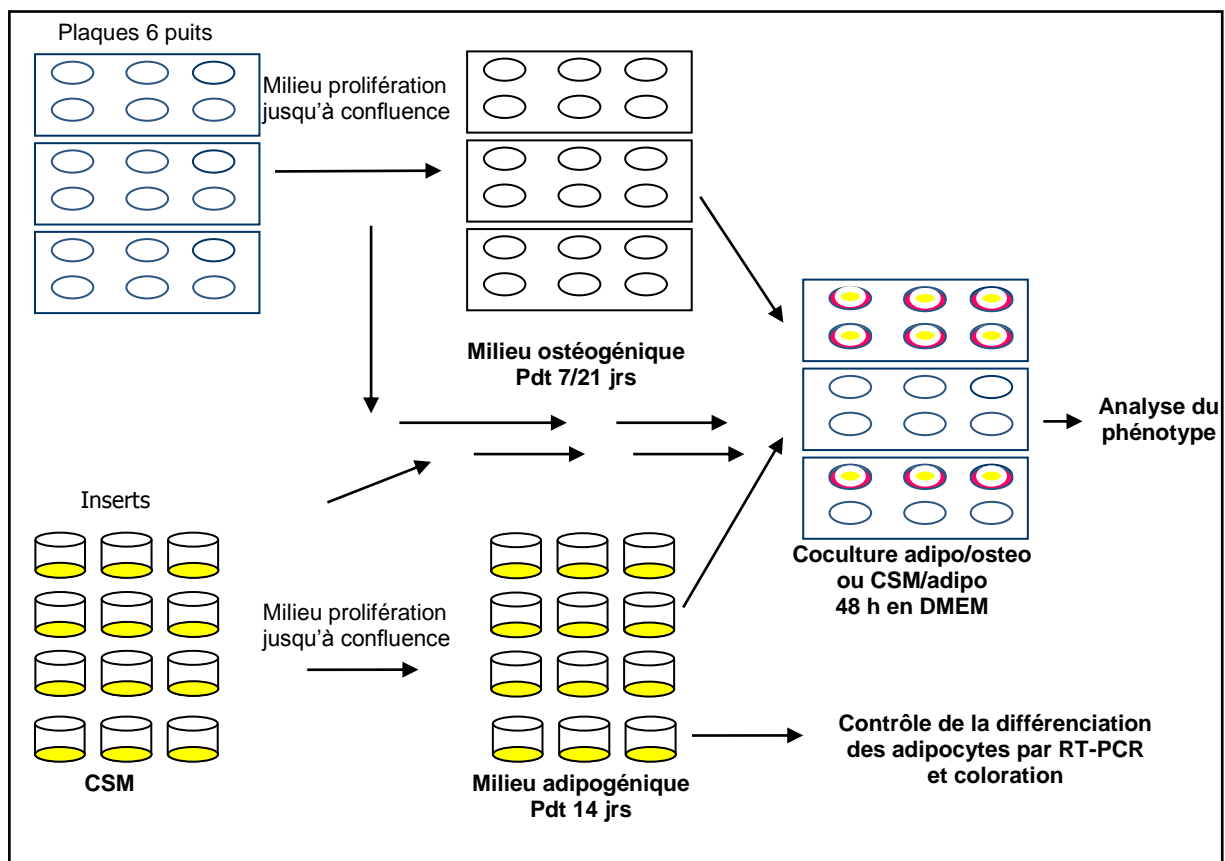 Plaques 6 puits
Milieu prolifération
jusqu’à confluence
Milieu ostéogénique
Pdt 7/21 jrs
Analyse du
phénotype
Inserts
Coculture adipo/osteo
ou CSM/adipo
48 h en DMEM
Milieu prolifération
jusqu’à confluence
Contrôle de la différenciation
des adipocytes par RT-PCR
et coloration
CSM
Milieu adipogénique
Pdt 14 jrs